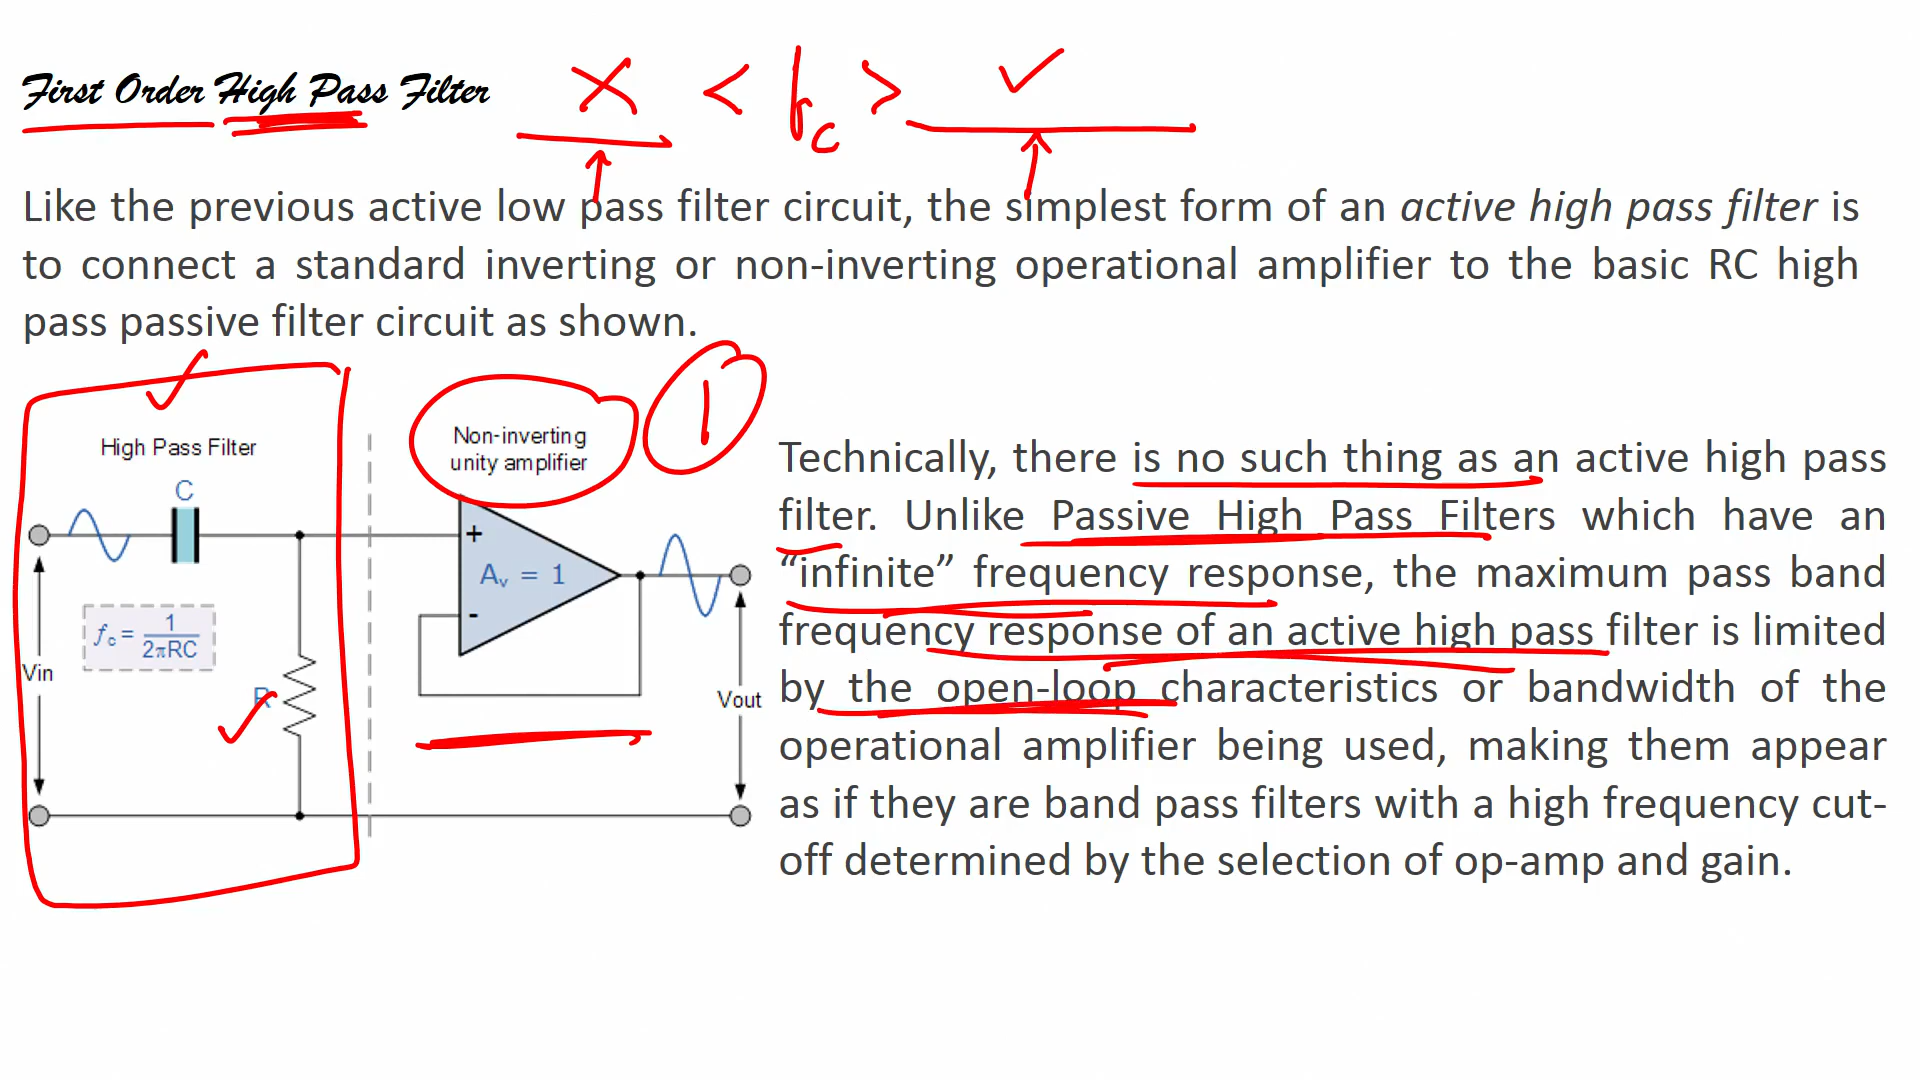 First Order High Pass Filter
X < fc > ✓
Like the previous active low pass filter circuit, the simplest form of an active high pass filter is
to connect a standard inverting or non-inverting operational amplifier to the basic RC high
pass passive filter circuit as shown.
High Pass Filter
Non-inverting
unity amplifier
1
C
+
Av = 1
-
fc = 1
2πRC
R
Vin
Vout
Technically, there is no such thing as an active high pass
filter. Unlike Passive High Pass Filters which have an
“infinite” frequency response, the maximum pass band
frequency response of an active high pass filter is limited
by the open-loop characteristics or bandwidth of the
operational amplifier being used, making them appear
as if they are band pass filters with a high frequency cut-
off determined by the selection of op-amp and gain.